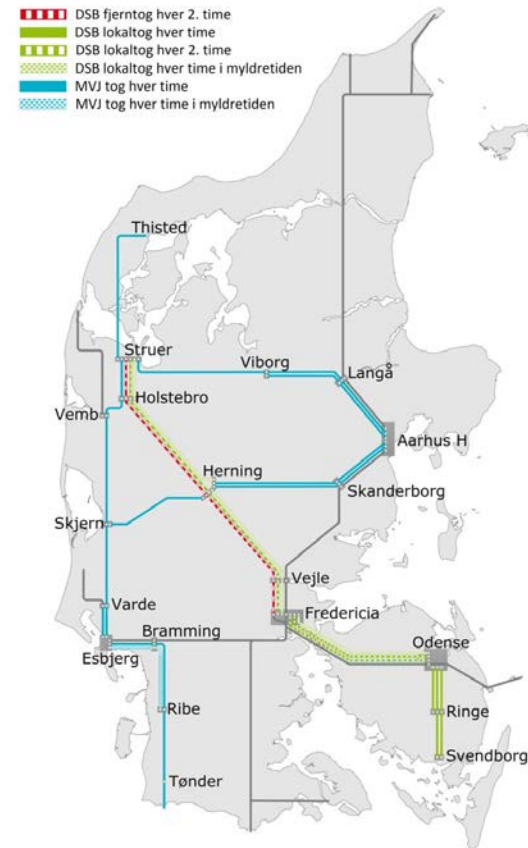 DSB fjerntog hver 2. time
DSB lokaltog hver time
DSB lokaltog hver 2. time
DSB lokaltog hver time i myldretiden
MVJ tog hver time
MVJ tog hver time i myldretiden
Thisted
Struer
Viborg
Langå
Holstebro
Vemb
Aarhus H
Herning
Skanderborg
Skjern
Vejle
Varde
Fredericia
Bramming
Odense
Esbjerg
Ribe
Ringe
Svendborg
Tønder